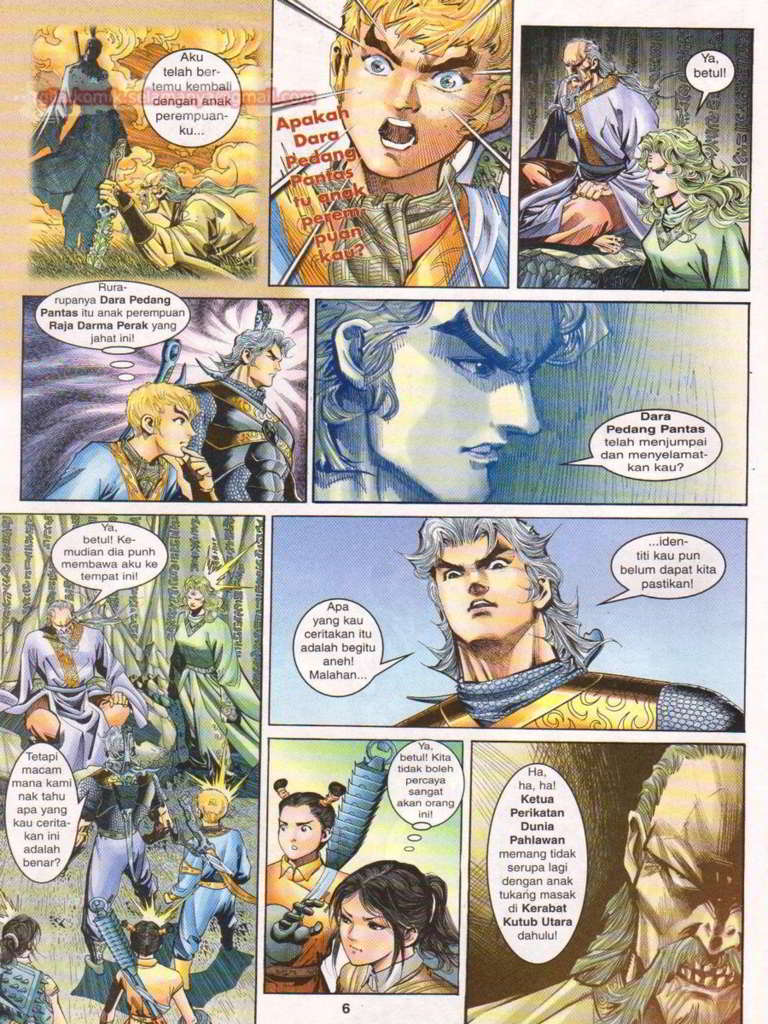 Aku
telah ber-
temu kembali
dengan anak
perempuan-
ku...
Apakah
Dara
Pedang
Pantas
tu anak
perem-
puan
kau?
Ya,
betul!
Rura-
rupanya Dara Pedang
Pantas itu anak perempuan
Raja Darma Perak yang
jahat ini!
Dara
Pedang Pantas
telah menjumpai
dan menyelamat-
kan kau?
Ya,
betul! Ke-
mudian dia punh
membawa aku ke
tempat ini!
Tetapi
macam
mana kami
nak tahu
apa yang
kau cerita-
kan ini
adalah
benar?
Apa
yang kau
ceritakan itu
adalah begitu
aneh!
Malahan...
...iden-
titi kau pun
belum dapat kita
pastikan!
Ya,
betul! Kita
tidak boleh
percaya
sangat
akan orang
ini!
Ha,
ha, ha!
Ketua
Perikatan
Dunia
Pahlawan
memang tidak
serupa lagi
dengan anak
tukang masak
di Kerabat
Kutub Utara
dahulu!
6